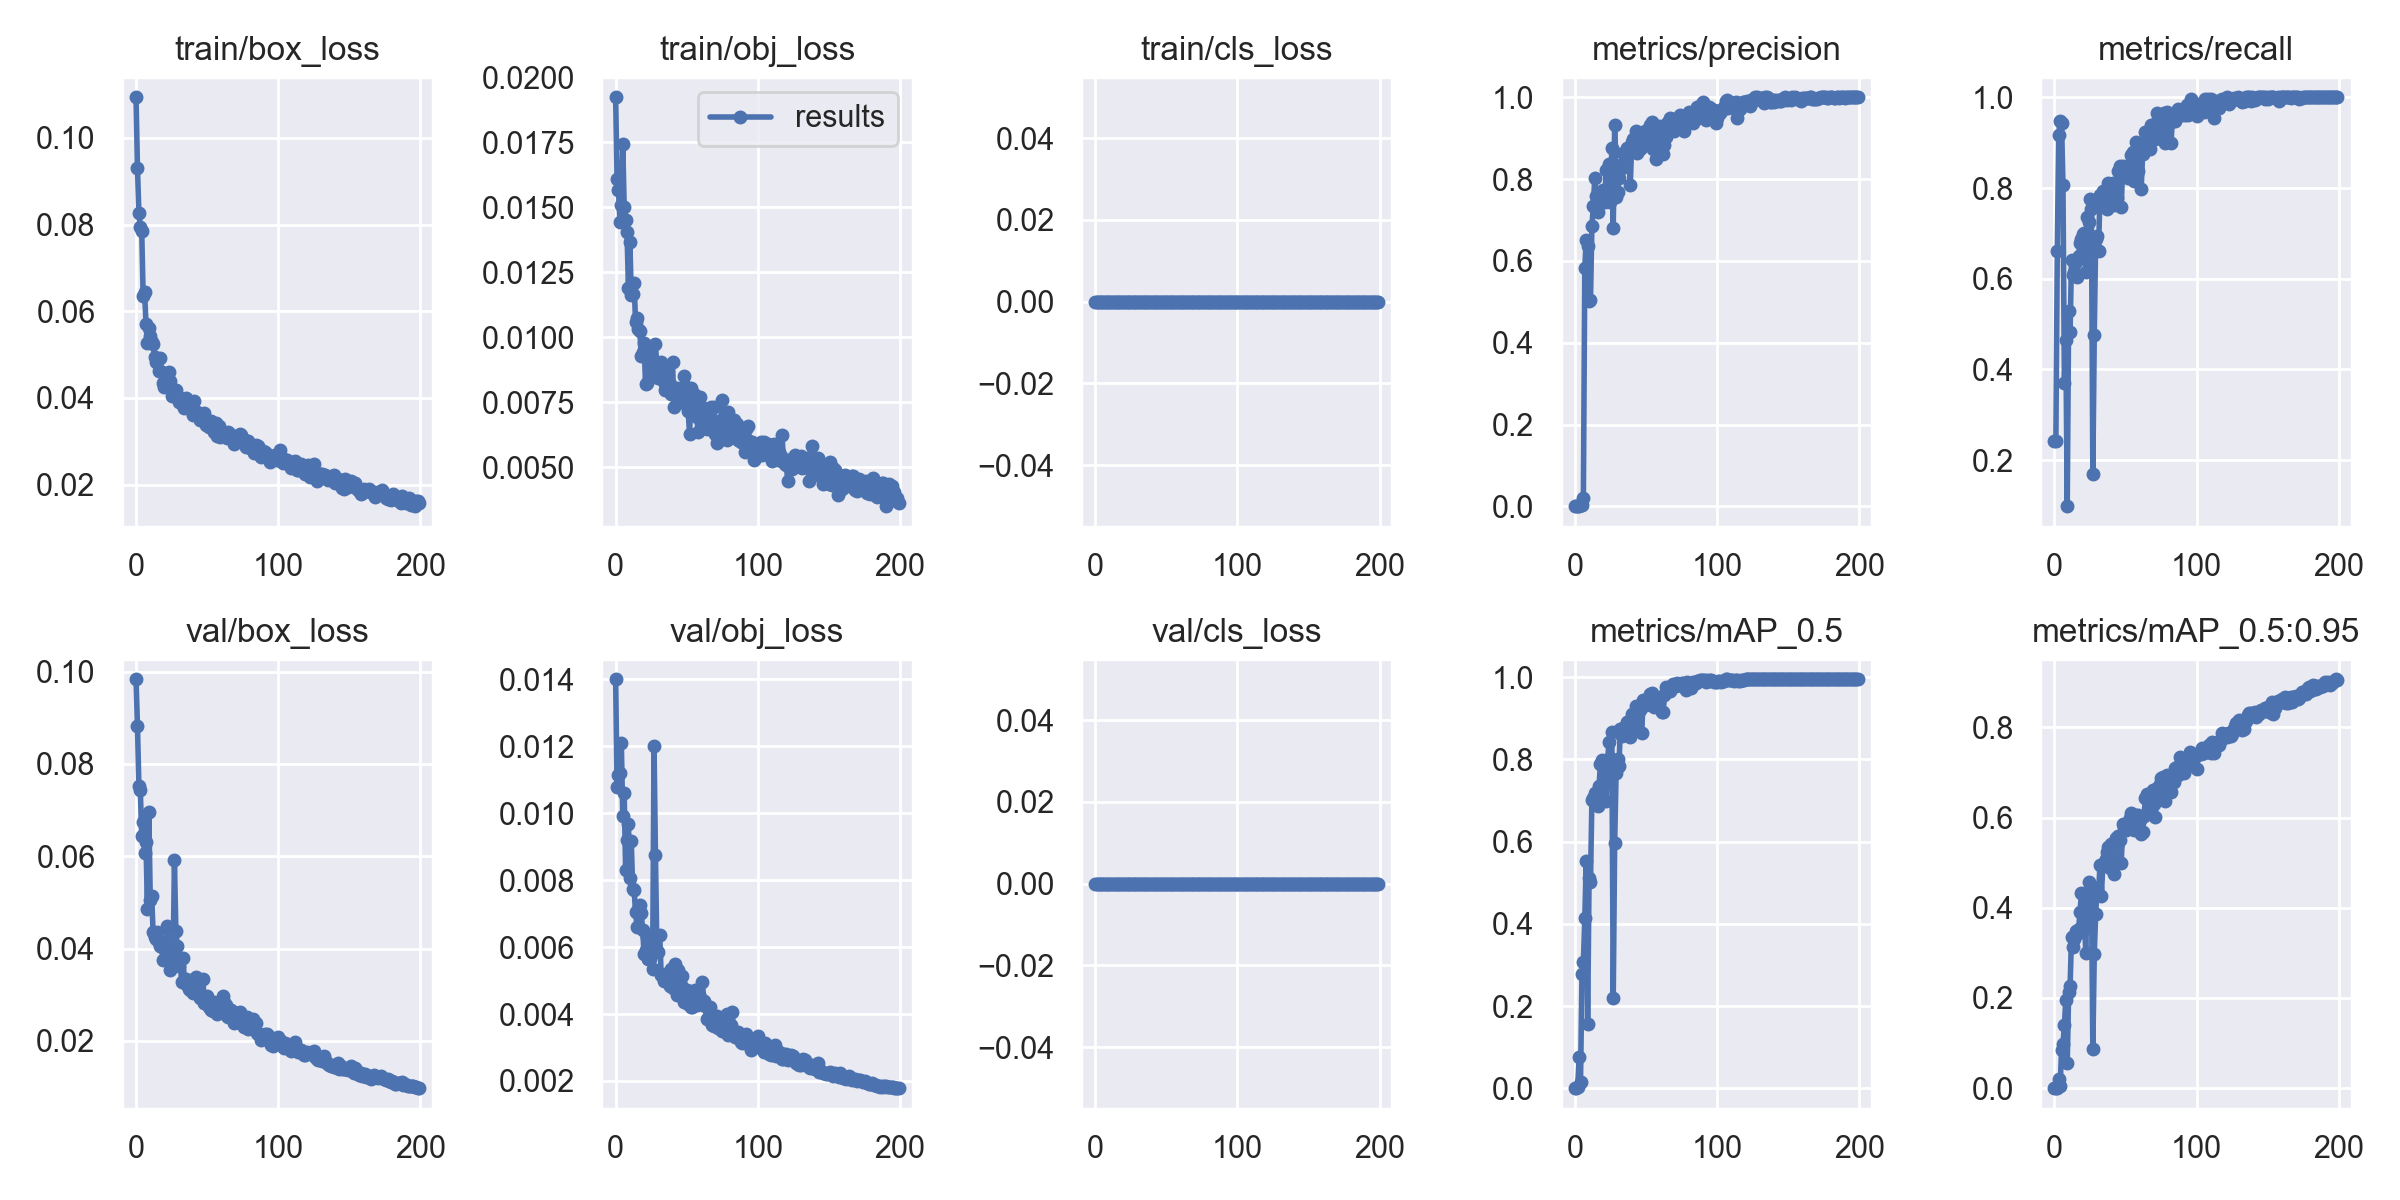 train/box_loss
0.10
0.08
0.06
0.04
0.02
0 100 200
train/obj_loss
results
0.0200
0.0175
0.0150
0.0125
0.0100
0.0075
0.0050
0 100 200
train/cls_loss
0.04
0.02
0.00
−0.02
−0.04
0 100 200
metrics/precision
1.0
0.8
0.6
0.4
0.2
0.0
0 100 200
metrics/recall
1.0
0.8
0.6
0.4
0.2
0 100 200
val/box_loss
0.10
0.08
0.06
0.04
0.02
0 100 200
val/obj_loss
0.014
0.012
0.010
0.008
0.006
0.004
0.002
0 100 200
val/cls_loss
0.04
0.02
0.00
−0.02
−0.04
0 100 200
metrics/mAP_0.5
1.0
0.8
0.6
0.4
0.2
0.0
0 100 200
metrics/mAP_0.5:0.95
0.8
0.6
0.4
0.2
0.0
0 100 200